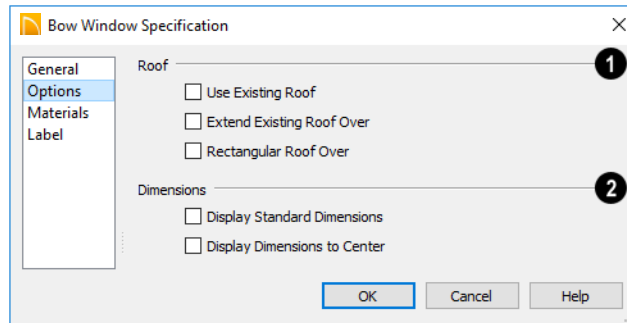 Bow Window Specification
General
Options
Materials
Label
Roof
1
Use Existing Roof
Extend Existing Roof Over
Rectangular Roof Over
Dimensions
2
Display Standard Dimensions
Display Dimensions to Center
OK
Cancel
Help